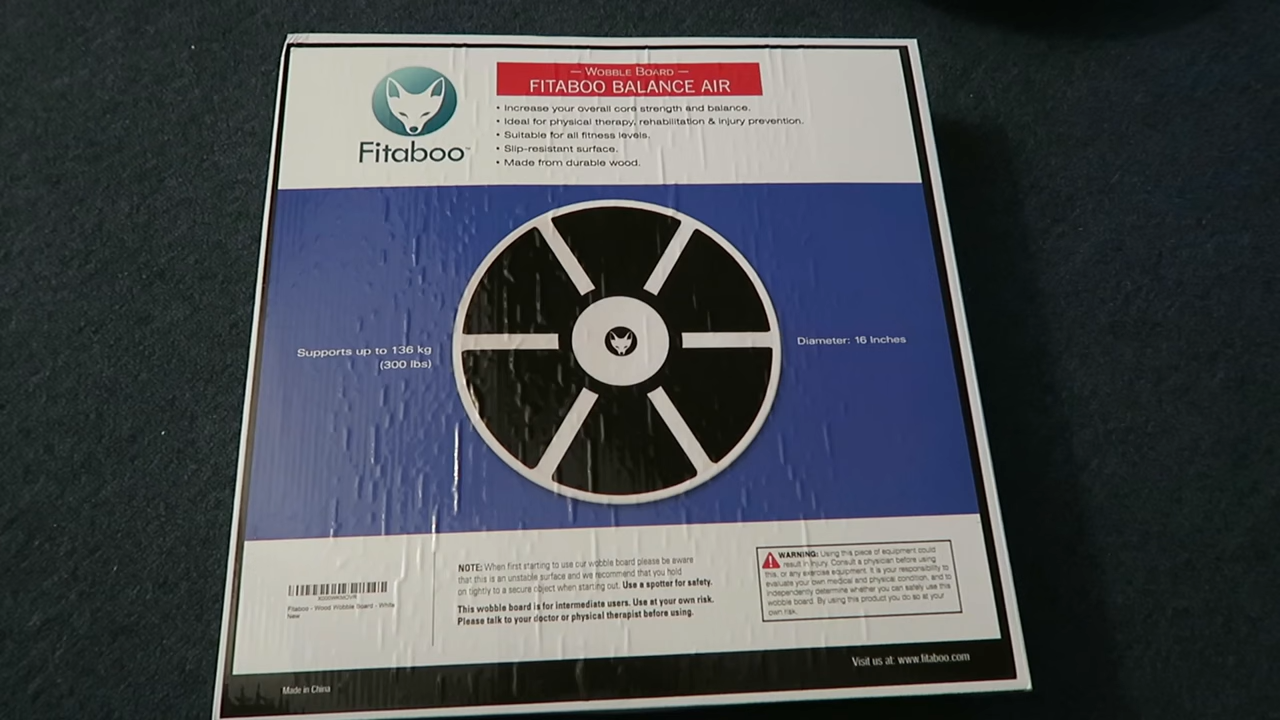 — WOBBLE BOARD —
FITABOO BALANCE AIR
Fitaboo™
• Increase your overall core strength and balance.
• Ideal for physical therapy, rehabilitation & injury prevention.
• Suitable for all fitness levels.
• Slip-resistant surface.
• Made from durable wood.
Supports up to 136 kg
(300 lbs)
Diameter: 16 Inches
Fitaboo - Wood Wobble Board - White
New
NOTE: When first starting to use our wobble board please be aware
that this is an unstable surface and we recommend that you hold
on tightly to a secure object when starting out. Use a spotter for safety.
This wobble board is for intermediate users. Use at your own risk.
Please talk to your doctor or physical therapist before using.
WARNING: Using this piece of equipment could
result in injury. Consult a physician before using
this, or any exercise equipment. It is your responsibility to
evaluate your own medical and physical condition, and to
independently determine whether you can safely use this
wobble board. By using this product you do so at your
own risk.
Made in China
Visit us at: www.fitaboo.com